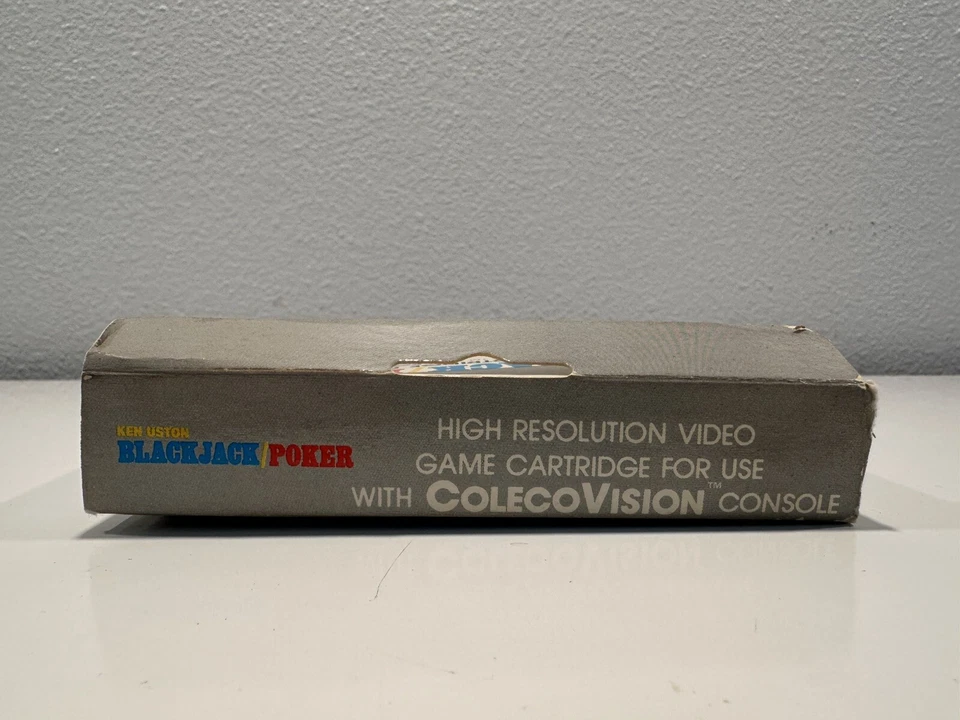 KEN USTON
BLACKJACK/POKER
HIGH RESOLUTION VIDEO
GAME CARTRIDGE FOR USE
WITH COLECOVISION™ CONSOLE